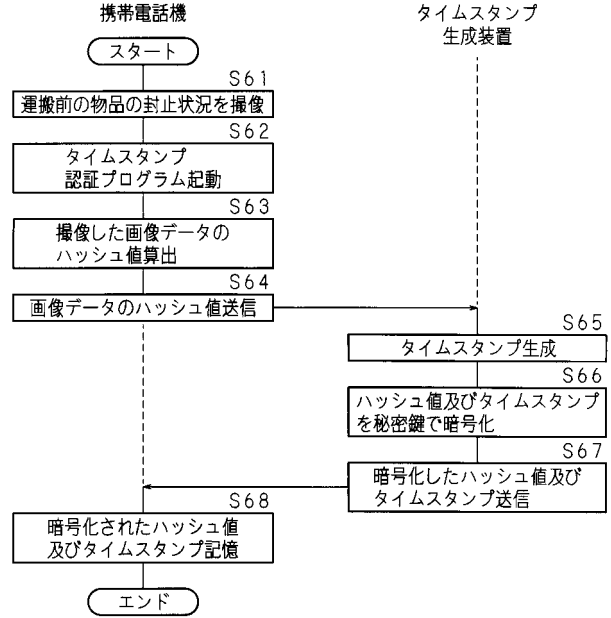 携帯電話機
タイムスタンプ
生成装置
スタート
S61
運搬前の物品の封止状況を撮像
S62
タイムスタンプ
認証プログラム起動
S63
撮像した画像データの
ハッシュ値算出
S64
画像データのハッシュ値送信
S65
タイムスタンプ生成
S66
ハッシュ値及びタイムスタンプ
を秘密鍵で暗号化
S67
暗号化したハッシュ値及び
タイムスタンプ送信
S68
暗号化されたハッシュ値
及びタイムスタンプ記憶
エンド